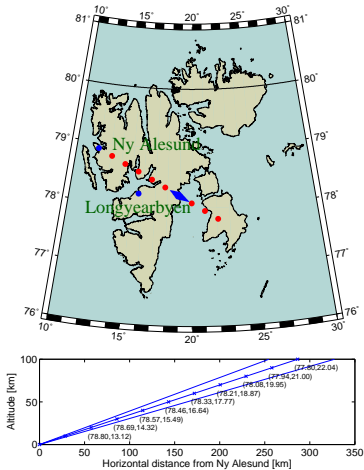 10° 15° 20° 25° 30°
81° 81°
80° 80°
79° 79°
78° 78°
77° 77°
76° 76°
10° 15° 20° 25° 30°
Ny Alesund
Longyearbyen
Altitude [km]
100
50
0
(77.80,22.04)
(77.94,21.00)
(78.08,19.95)
(78.21,18.87)
(78.33,17.77)
(78.46,16.64)
(78.57,15.49)
(78.69,14.32)
(78.80,13.12)
0 50 100 150 200 250 300 350
Horizontal distance from Ny Alesund [km]